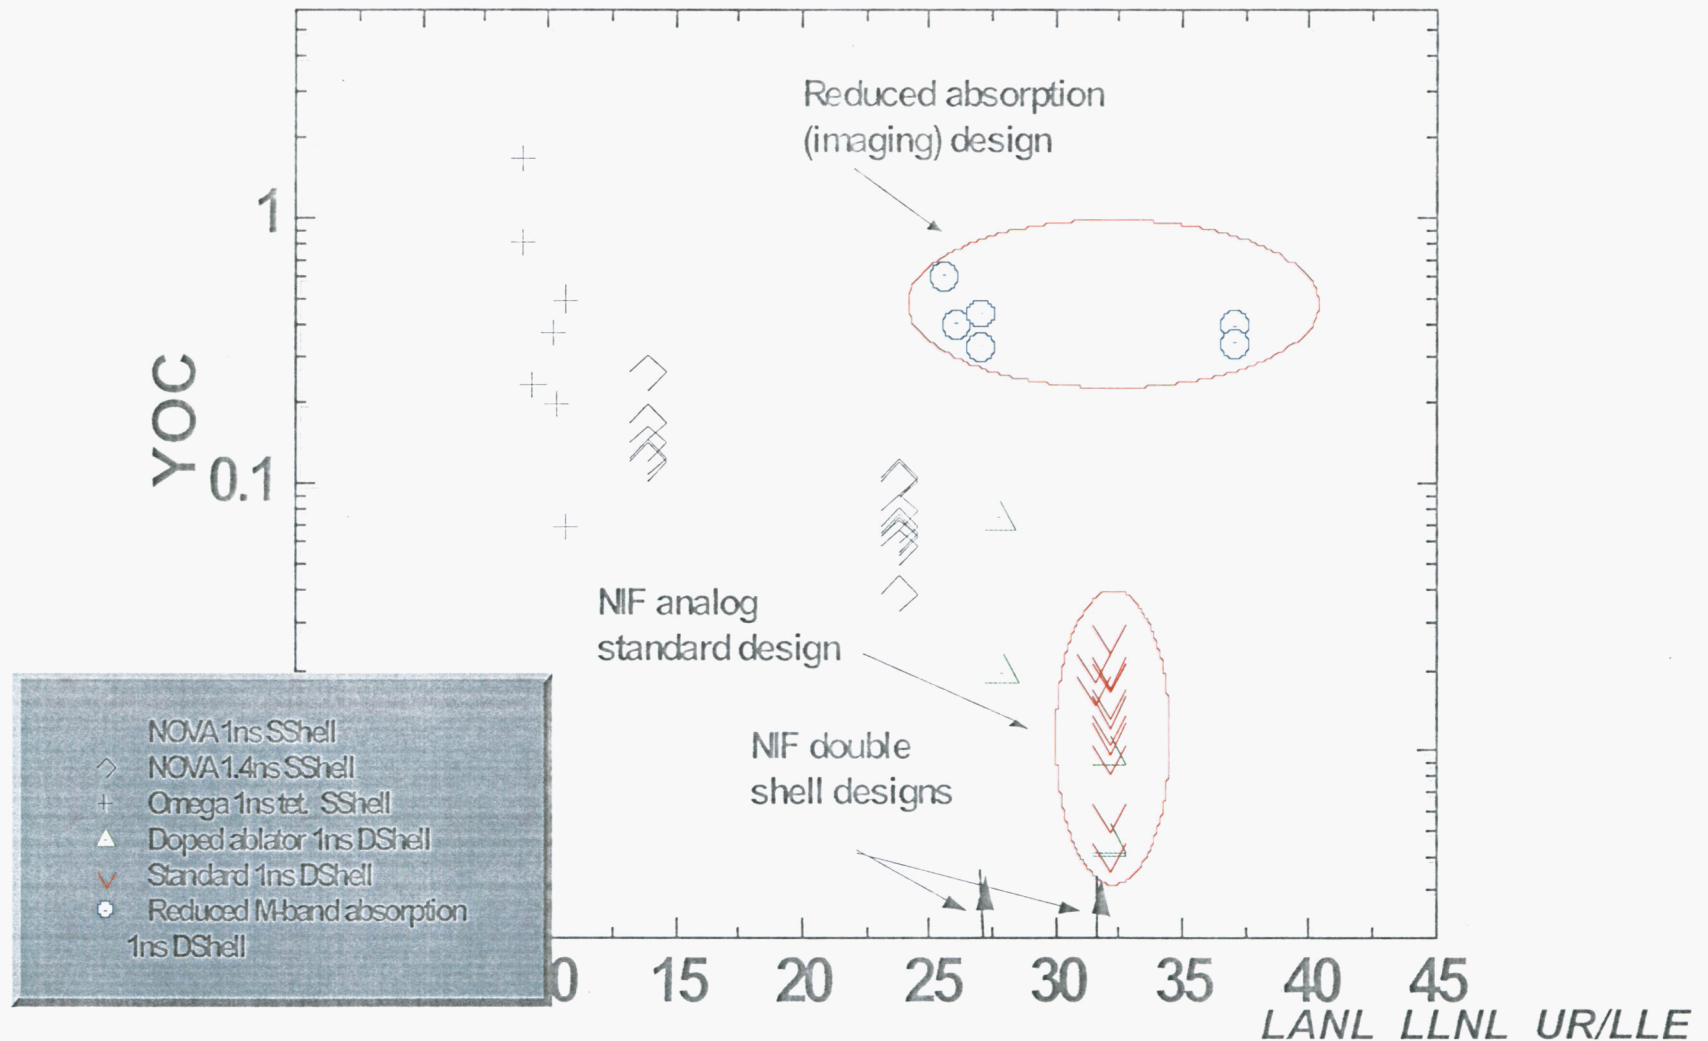 Reduced absorption
(imaging) design
1
YOC
0.1
NIF analog
standard design
NIF double
shell designs
NOVA 1ns SShell
NOVA 1.4ns SShell
Omega 1ns tet. SShell
Doped ablator 1ns DShell
Standard 1ns DShell
Reduced M-band absorption
1ns DShell
0 15 20 25 30 35 40 45
LANL LLNL UR/LLE